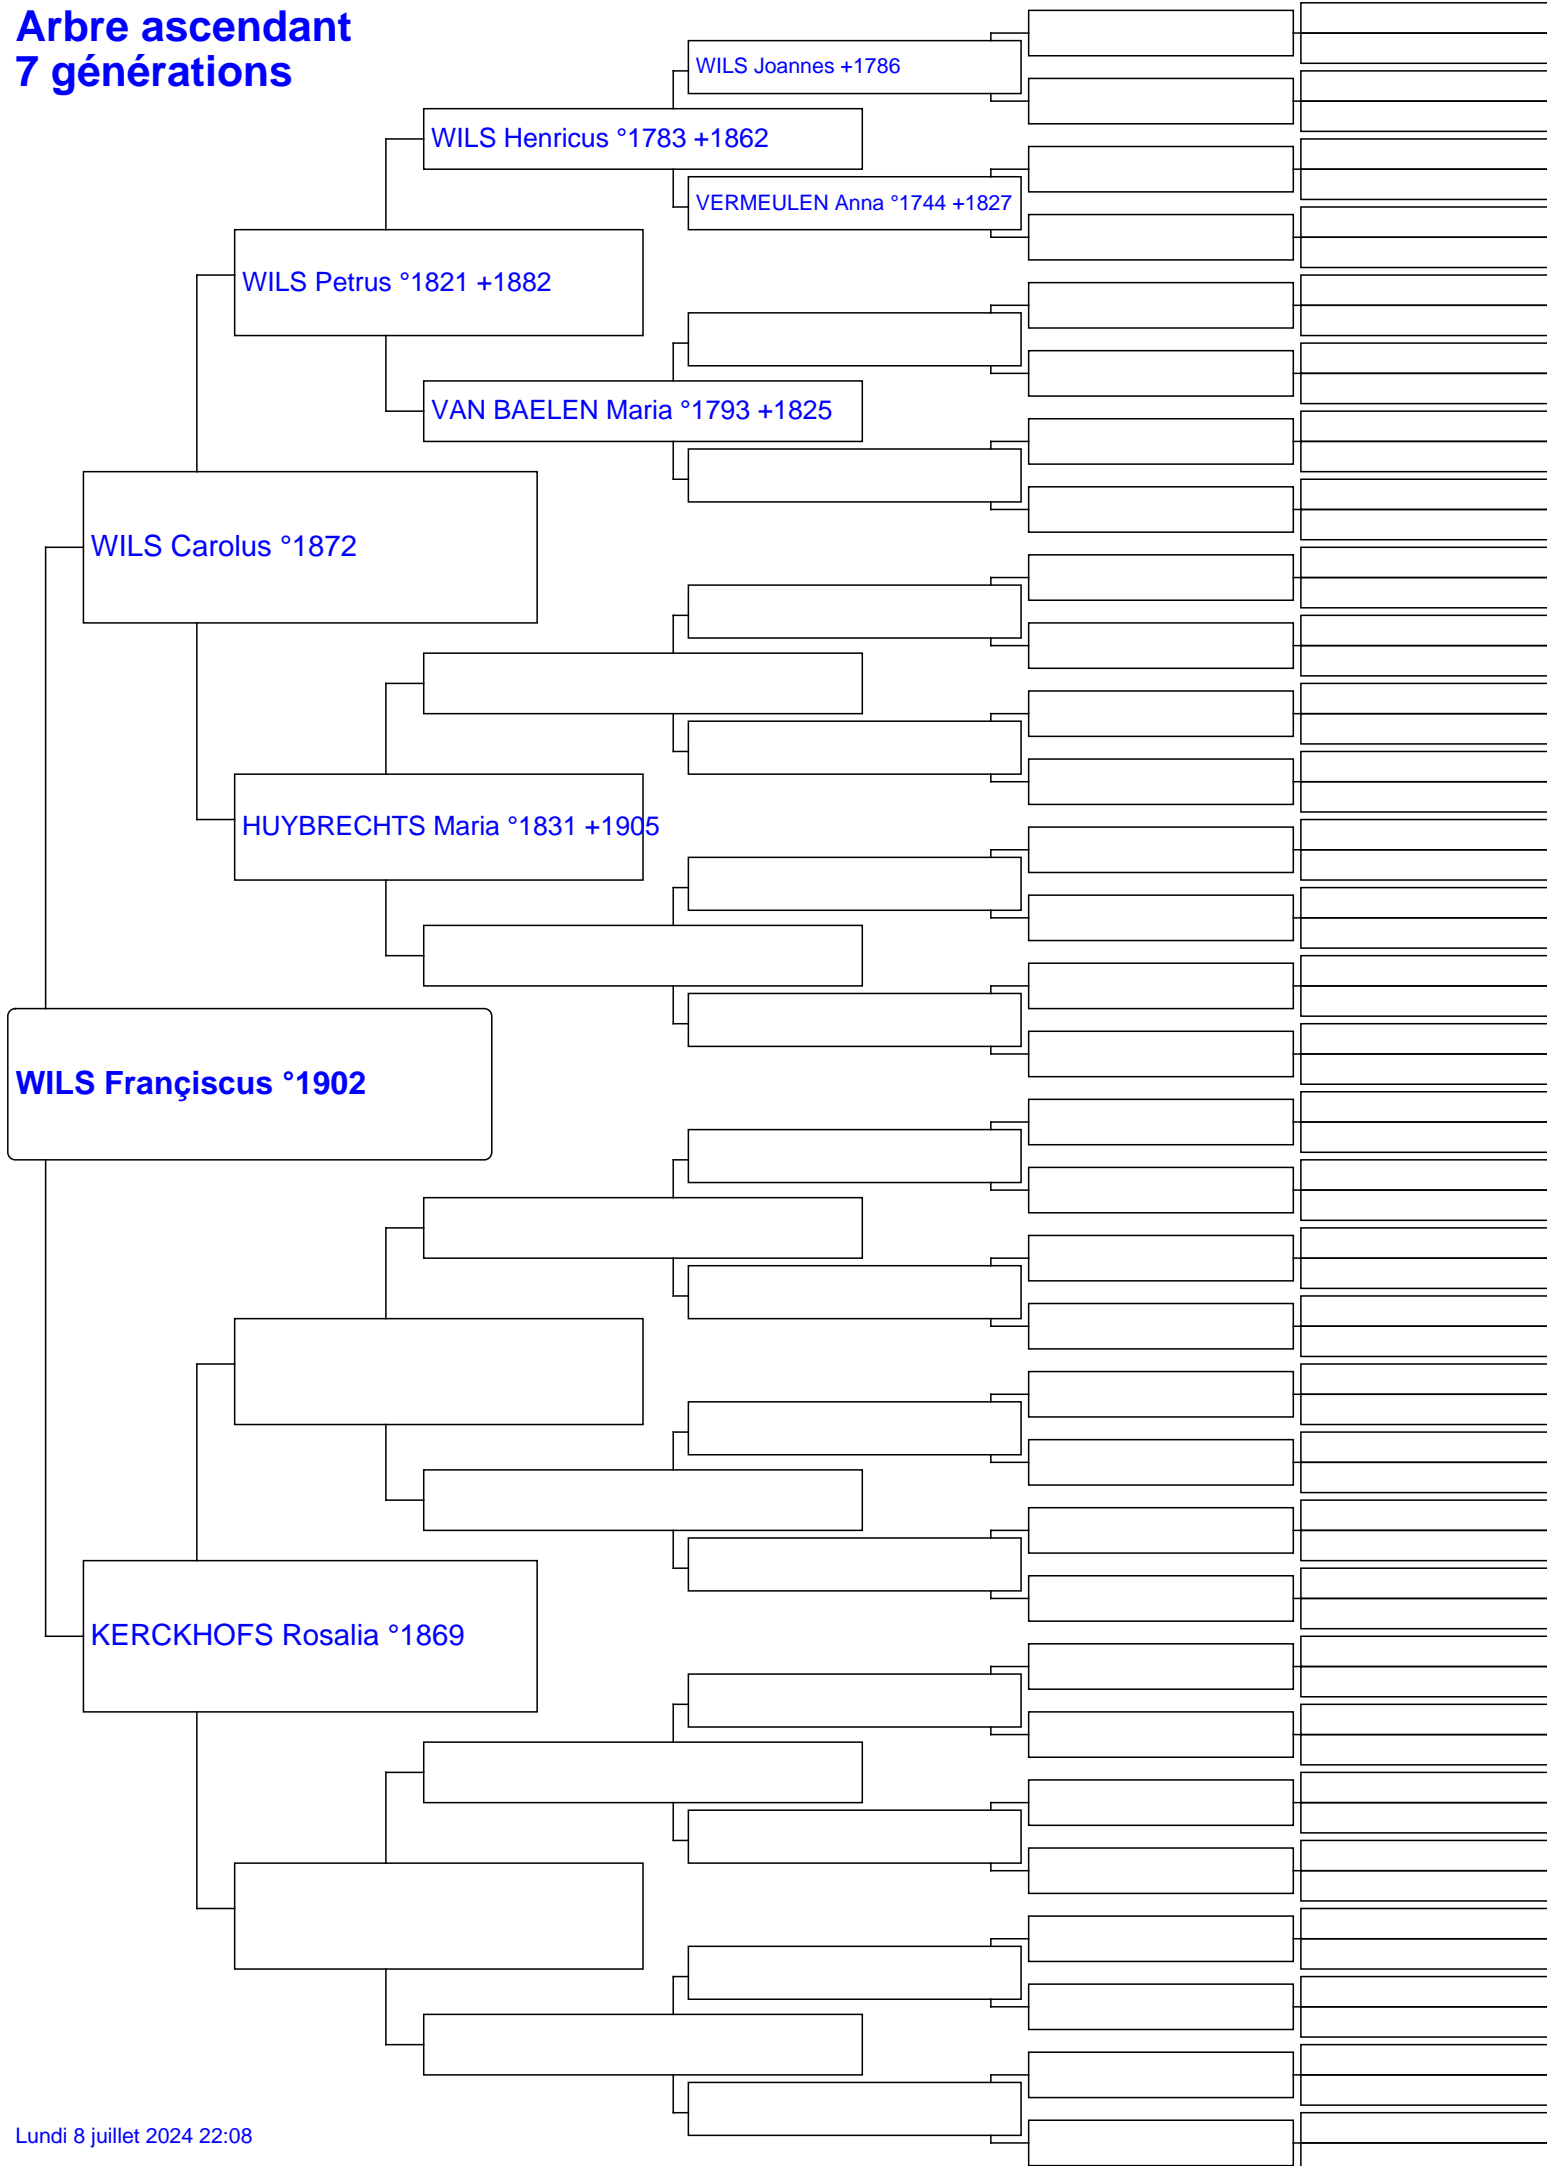 Arbre ascendant
7 générations
WILS Joannes +1786
WILS Henricus °1783 +1862
VERMEULEN Anna °1744 +1827
WILS Petrus °1821 +1882
VAN BAELEN Maria °1793 +1825
WILS Carolus °1872
HUYBRECHTS Maria °1831 +1905
WILS Françiscus °1902
KERCKHOFS Rosalia °1869
Lundi 8 juillet 2024 22:08